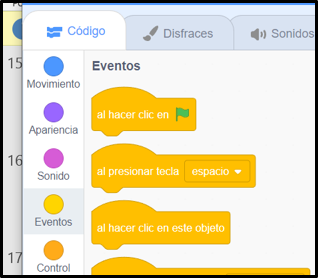 Código
Disfraces
Sonidos
15
Movimiento
Eventos
al hacer clic en
Apariencia
16
al presionar tecla espacio
Sonido
Eventos
al hacer clic en este objeto
17
Control